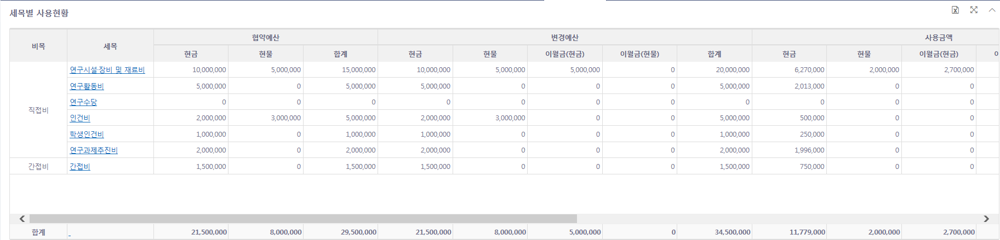 세목별 사용현황
비목 세목 협약예산 변경예산 사용금액
현금 현물 합계 현금 현물 이월금(현금) 이월금(현물) 합계 현금 현물 이월금(현금)
직접비
연구시설·장비 및 재료비 10,000,000 5,000,000 15,000,000 10,000,000 5,000,000 5,000,000 0 20,000,000 6,270,000 2,000,000 2,700,000
연구활동비 5,000,000 0 5,000,000 5,000,000 0 0 0 5,000,000 2,013,000 0 0
연구수당 0 0 0 0 0 0 0 0 0 0 0
인건비 2,000,000 3,000,000 5,000,000 2,000,000 3,000,000 0 0 5,000,000 500,000 0 0
학생인건비 1,000,000 0 1,000,000 1,000,000 0 0 0 1,000,000 250,000 0 0
연구과제추진비 2,000,000 0 2,000,000 2,000,000 0 0 0 2,000,000 1,996,000 0 0
간접비 간접비 1,500,000 0 1,500,000 1,500,000 0 0 0 1,500,000 750,000 0 0
합계 - 21,500,000 8,000,000 29,500,000 21,500,000 8,000,000 5,000,000 0 34,500,000 11,779,000 2,000,000 2,700,000